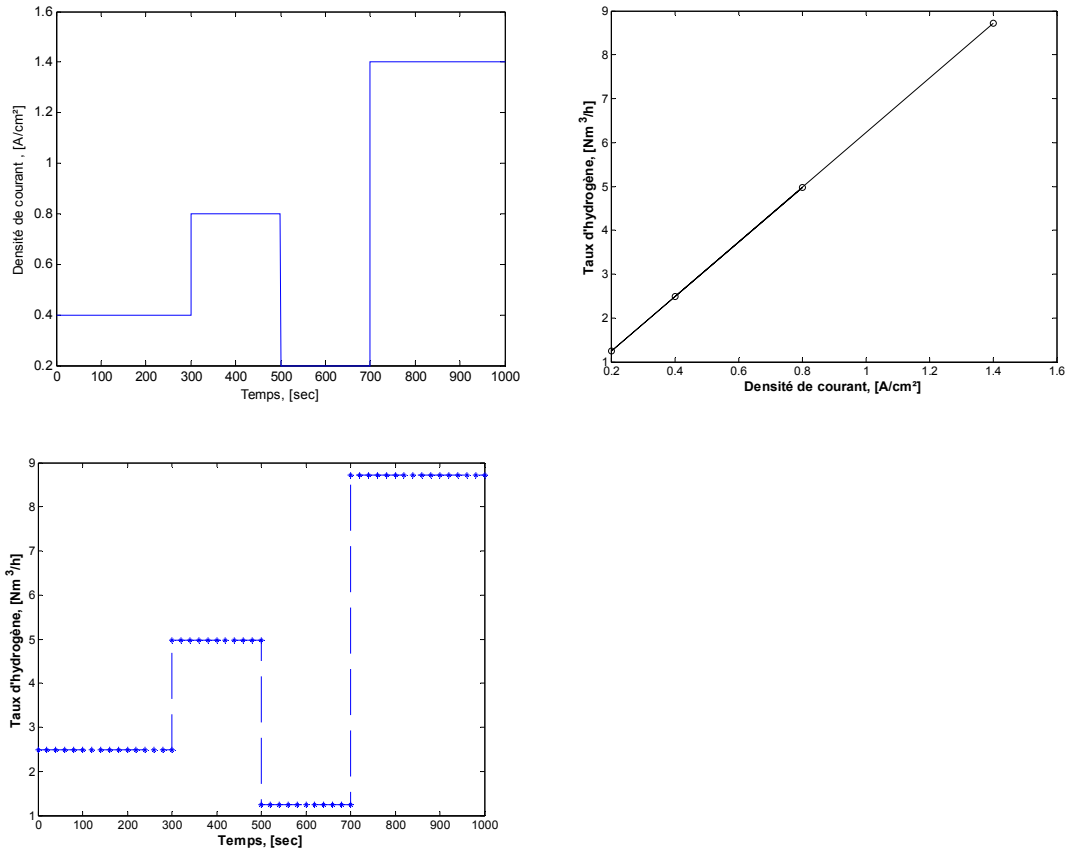 1.6
1.4
1.2
1
0.8
0.6
0.4
0.2
Densité de courant , [A/cm²]
0 100 200 300 400 500 600 700 800 900 1000
Temps, [sec]
9
8
7
6
5
4
3
2
1
Taux d'hydrogène, [Nm³/h]
0.2 0.4 0.6 0.8 1 1.2 1.4 1.6
Densité de courant, [A/cm²]
9
8
7
6
5
4
3
2
1
Taux d'hydrogène, [Nm³/h]
0 100 200 300 400 500 600 700 800 900 1000
Temps, [sec]